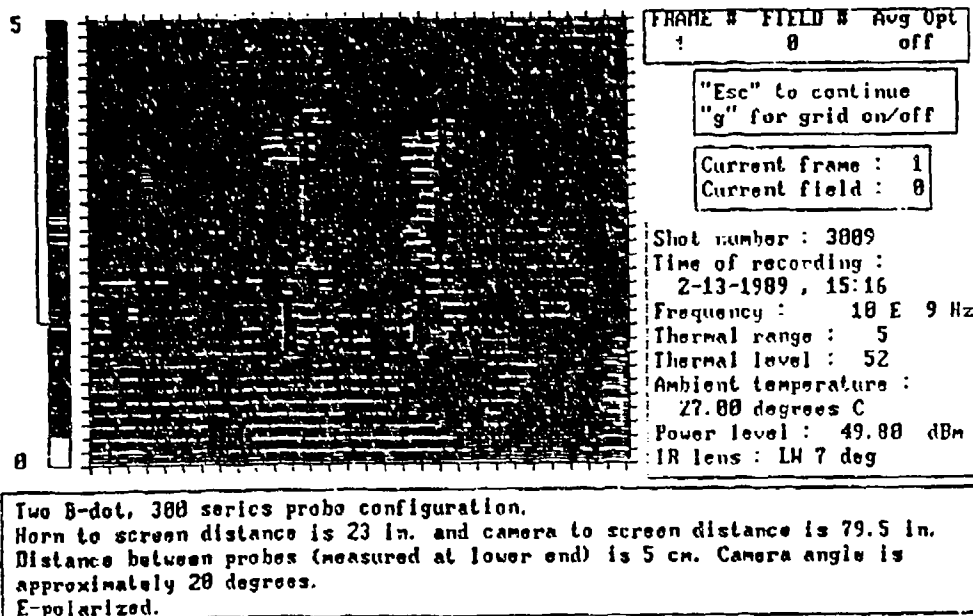 5
0
FRAME # FIELD # Avg Opt
1 0 off
"Esc" to continue
"g" for grid on/off
Current frame : 1
Current field : 0
Shot number : 3009
Time of recording :
2-13-1989 , 15:16
Frequency : 10 E 9 Hz
Thermal range : 5
Thermal level : 52
Ambient temperature :
27.00 degrees C
Power level : 49.80 dBm
IR lens : LW 7 deg
Two B-dot, 300 series probe configuration.
Horn to screen distance is 23 in. and camera to screen distance is 79.5 in.
Distance between probes (measured at lower end) is 5 cm. Camera angle is
approximately 20 degrees.
E-polarized.